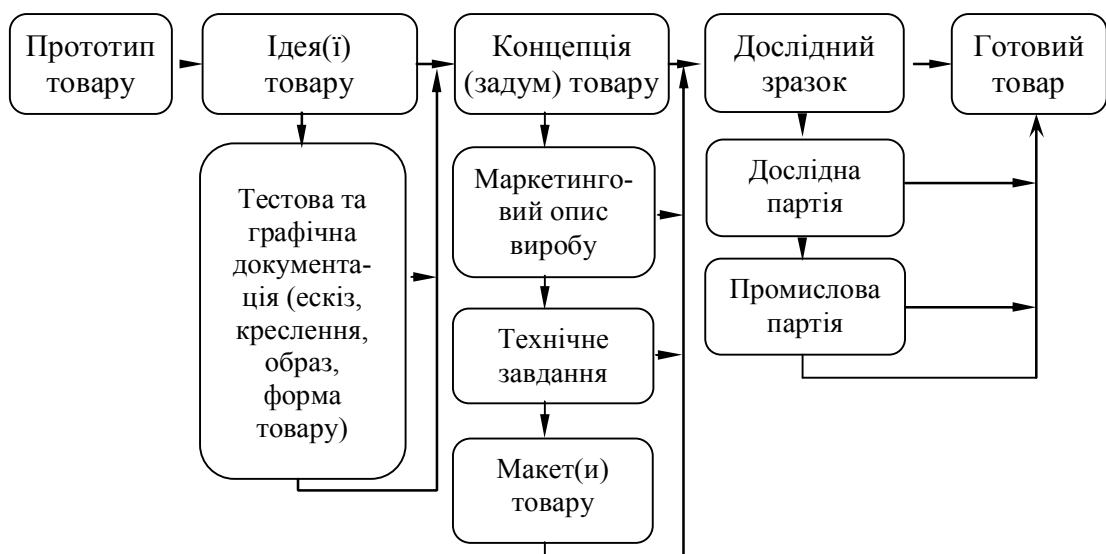 Прототип
товару
Ідея(ї)
товару
Концепція
(задум) товару
Дослідний
зразок
Готовий
товар
Тестова та
графічна
документа-
ція (ескіз,
креслення,
образ,
форма
товару)
Маркетинго-
вий опис
виробу
Технічне
завдання
Макет(и)
товару
Дослідна
партія
Промислова
партія